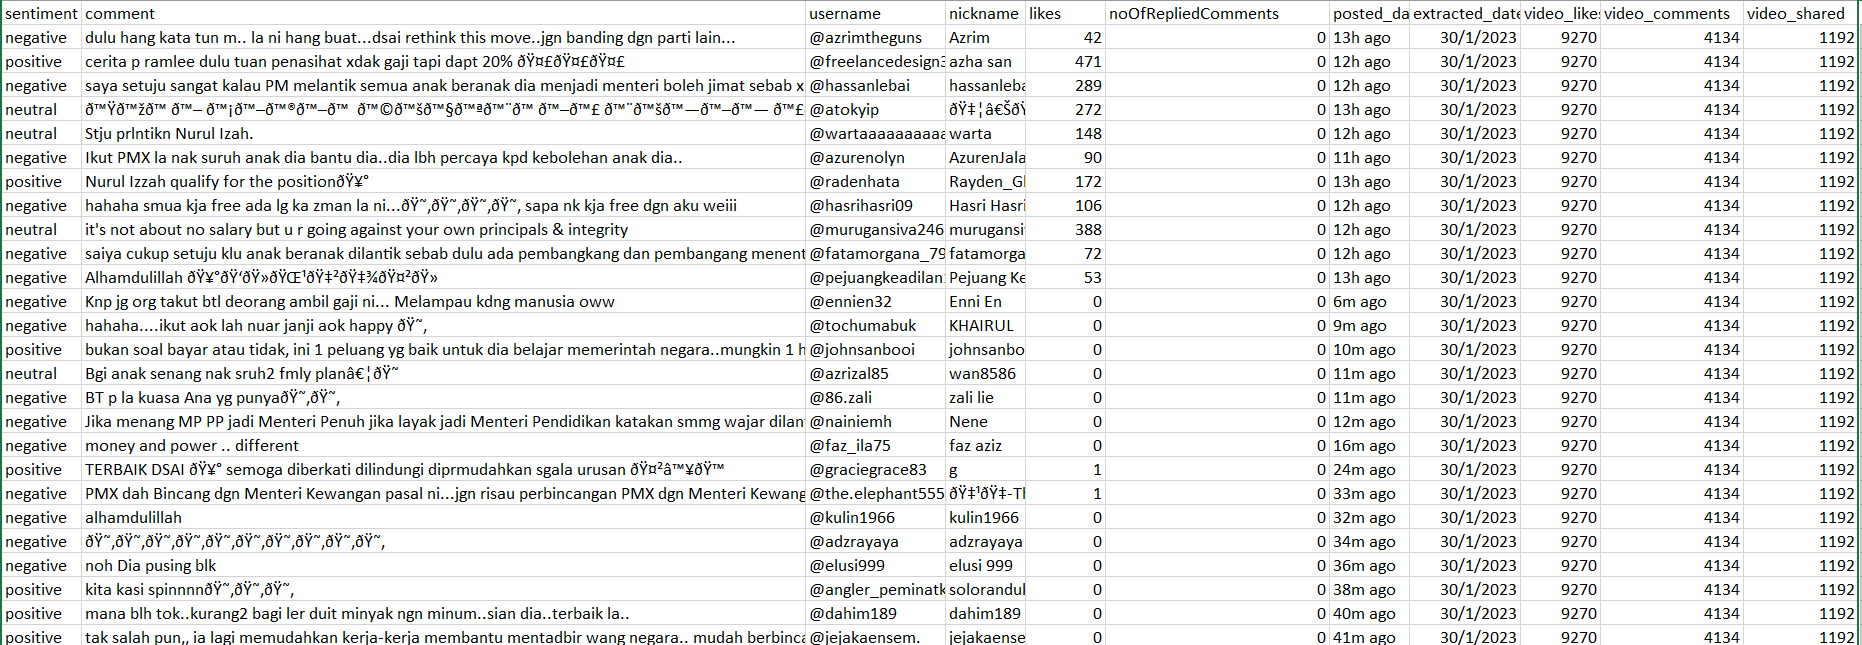 sentiment comment username nickname likes noOfRepliedComments posted_da extracted_date video_like video_comments video_shared
negative dulu hang kata tun m.. la ni hang buat...dsai rethink this move..jgn banding dgn parti lain... @azrimtheguns Azrim 42 0 13h ago 30/1/2023 9270 4134 1192
positive cerita p ramlee dulu tuan penasihat xdak gaji tapi dapt 20% ðŸ¤£ðŸ¤£ðŸ¤£ @freelancedesign3 azha san 471 0 12h ago 30/1/2023 9270 4134 1192
negative saya setuju sangat kalau PM melantik semua anak beranak dia menjadi menteri boleh jimat sebab x @hassanlebai hassanleba 289 0 12h ago 30/1/2023 9270 4134 1192
neutral @atokyip 272 0 13h ago 30/1/2023 9270 4134 1192
neutral Stju prlntikn Nurul Izah. @wartaaaaaaaaaa warta 148 0 12h ago 30/1/2023 9270 4134 1192
negative Ikut PMX la nak suruh anak dia bantu dia..dia lbh percaya kpd kebolehan anak dia.. @azurenolyn AzurenJala 90 0 11h ago 30/1/2023 9270 4134 1192
positive Nurul Izzah qualify for the positionðŸ¥° @radenhata Rayden_Gl 172 0 13h ago 30/1/2023 9270 4134 1192
negative hahaha smua kja free ada lg ka zman la ni...ðŸ˜‚ðŸ˜‚ðŸ˜‚ðŸ˜‚ sapa nk kja free dgn aku weiii @hasrihasri09 Hasri Hasri 106 0 12h ago 30/1/2023 9270 4134 1192
neutral it's not about no salary but u r going against your own principals & integrity @murugansiva246 murugansi 388 0 12h ago 30/1/2023 9270 4134 1192
negative saiya cukup setuju klu anak beranak dilantik sebab dulu ada pembangkang dan pembangang menent @fatamorgana_79 fatamorga 72 0 12h ago 30/1/2023 9270 4134 1192
negative Alhamdulillah @pejuangkeadilan Pejuang Ke 53 0 13h ago 30/1/2023 9270 4134 1192
negative Knp jg org takut btl deorang ambil gaji ni... Melampau kdng manusia oww @ennien32 Enni En 0 0 6m ago 30/1/2023 9270 4134 1192
negative hahaha....ikut aok lah nuar janji aok happy ðŸ˜‚ @tochumabuk KHAIRUL 0 0 9m ago 30/1/2023 9270 4134 1192
positive bukan soal bayar atau tidak, ini 1 peluang yg baik untuk dia belajar memerintah negara..mungkin 1 h @johnsanbooi johnsanbo 0 0 10m ago 30/1/2023 9270 4134 1192
neutral Bgi anak senang nak sruh2 fmly planâ€¦ðŸ˜ @azrizal85 wan8586 0 0 11m ago 30/1/2023 9270 4134 1192
negative BT p la kuasa Ana yg punyaðŸ˜‚ðŸ˜‚ @86.zali zali lie 0 0 11m ago 30/1/2023 9270 4134 1192
negative Jika menang MP PP jadi Menteri Penuh jika layak jadi Menteri Pendidikan katakan smmg wajar dilan @nainiemh Nene 0 0 12m ago 30/1/2023 9270 4134 1192
negative money and power .. different @faz_ila75 faz aziz 0 0 16m ago 30/1/2023 9270 4134 1192
positive TERBAIK DSAI ðŸ¥° semoga diberkati dilindungi diprmudahkan sgala urusan ðŸ¤²â™¥ðŸ™ @graciegrace83 g 1 0 24m ago 30/1/2023 9270 4134 1192
negative PMX dah Bincang dgn Menteri Kewangan pasal ni...jgn risau perbincangan PMX dgn Menteri Kewang @the.elephant555 1 0 33m ago 30/1/2023 9270 4134 1192
negative alhamdulillah @kulin1966 kulin1966 0 0 32m ago 30/1/2023 9270 4134 1192
negative ðŸ˜‚ðŸ˜‚ðŸ˜‚ðŸ˜‚ðŸ˜‚ðŸ˜‚ðŸ˜‚ðŸ˜‚ðŸ˜‚ðŸ˜‚ @adzrayaya adzrayaya 0 0 34m ago 30/1/2023 9270 4134 1192
negative noh Dia pusing blk @elusi999 elusi 999 0 0 36m ago 30/1/2023 9270 4134 1192
positive kita kasi spinnnnðŸ˜‚ðŸ˜‚ðŸ˜‚ @angler_peminatk solorandul 0 0 38m ago 30/1/2023 9270 4134 1192
positive mana blh tok..kurang2 bagi ler duit minyak ngn minum..sian dia..terbaik la.. @dahim189 dahim189 0 0 40m ago 30/1/2023 9270 4134 1192
positive tak salah pun,, ia lagi memudahkan kerja-kerja membantu mentadbir wang negara.. mudah berbinca @jejakaensem. jejakaense 0 0 41m ago 30/1/2023 9270 4134 1192